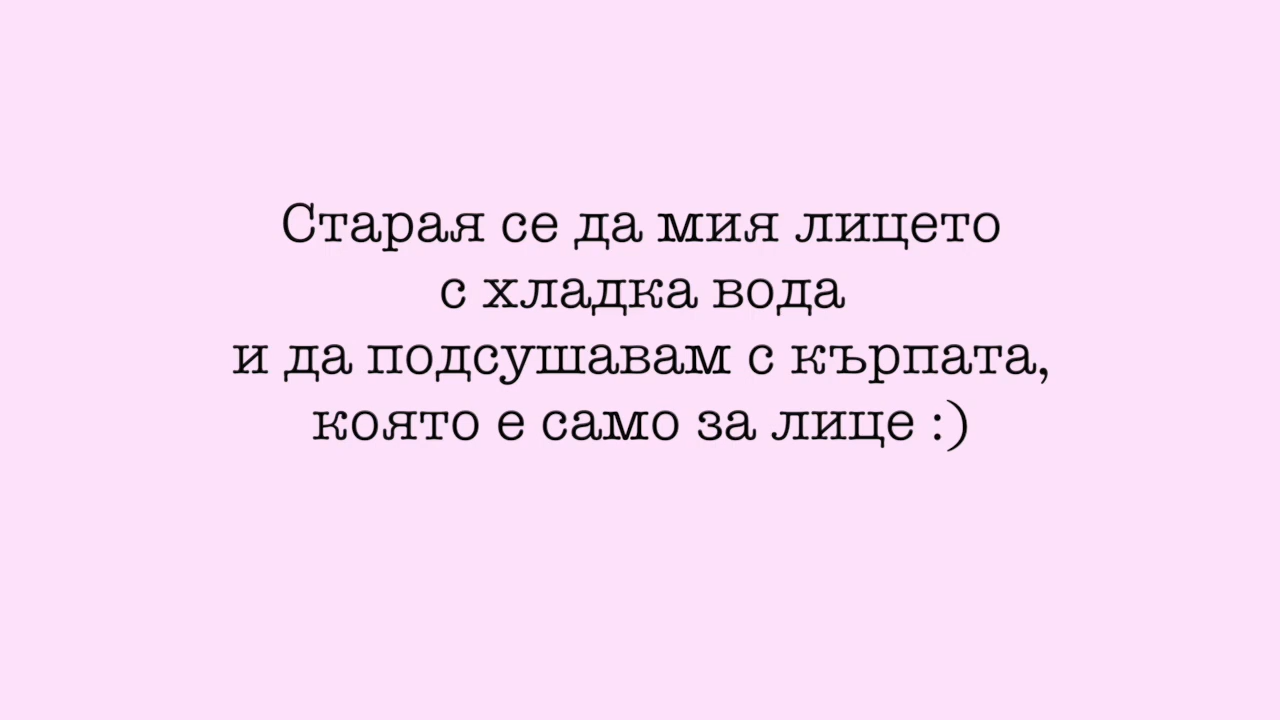 Старая се да мия лицето
с хладка вода
и да подсушавам с кърпата,
която е само за лице :)